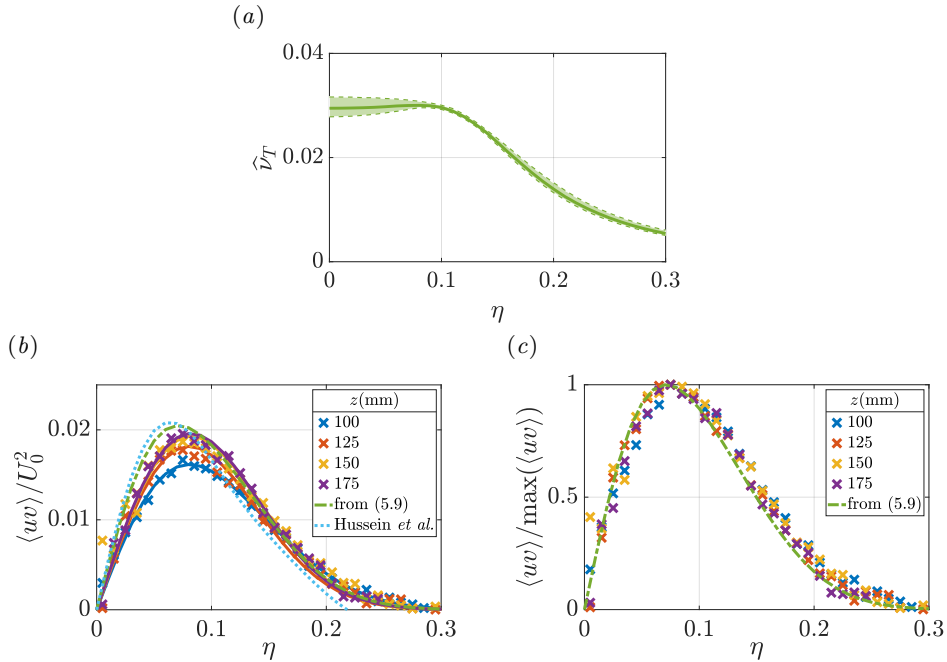 (a)
0.04
0.02
0
ν̂_T
0 0.1 0.2 0.3
η
(b)
0.02
0.01
0
⟨uv⟩/U_0^2
z(mm)
100
125
150
175
from (5.9)
Hussein et al.
0 0.1 0.2 0.3
η
(c)
1
0.5
0
⟨uv⟩/max(⟨uv⟩)
z(mm)
100
125
150
175
from (5.9)
0 0.1 0.2 0.3
η